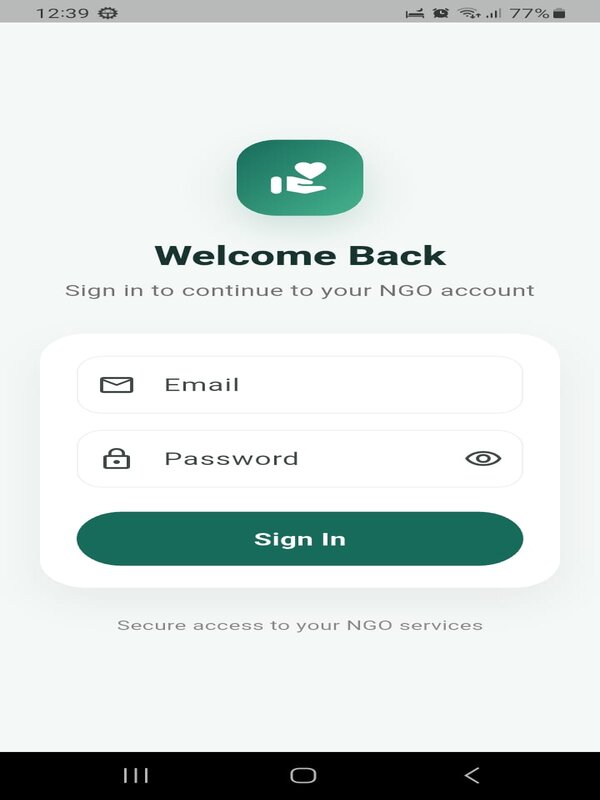 12:39 77%
Welcome Back
Sign in to continue to your NGO account
Email
Password
Sign In
Secure access to your NGO services